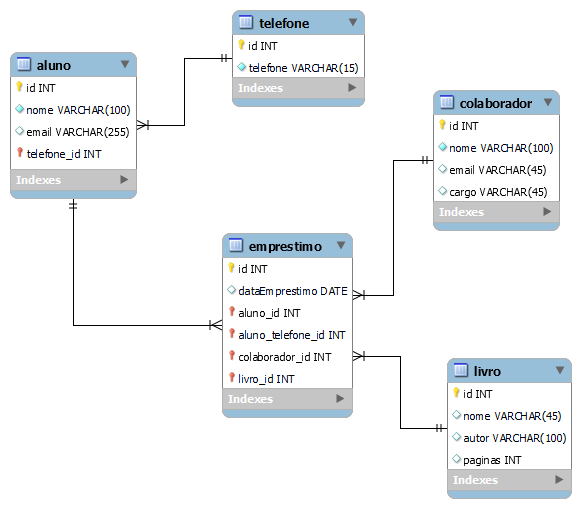 telefone
id INT
telefone VARCHAR(15)
Indexes
aluno
id INT
nome VARCHAR(100)
email VARCHAR(255)
telefone_id INT
Indexes
colaborador
id INT
nome VARCHAR(100)
email VARCHAR(45)
cargo VARCHAR(45)
Indexes
emprestimo
id INT
dataEmprestimo DATE
aluno_id INT
aluno_telefone_id INT
colaborador_id INT
livro_id INT
Indexes
livro
id INT
nome VARCHAR(45)
autor VARCHAR(100)
paginas INT
Indexes